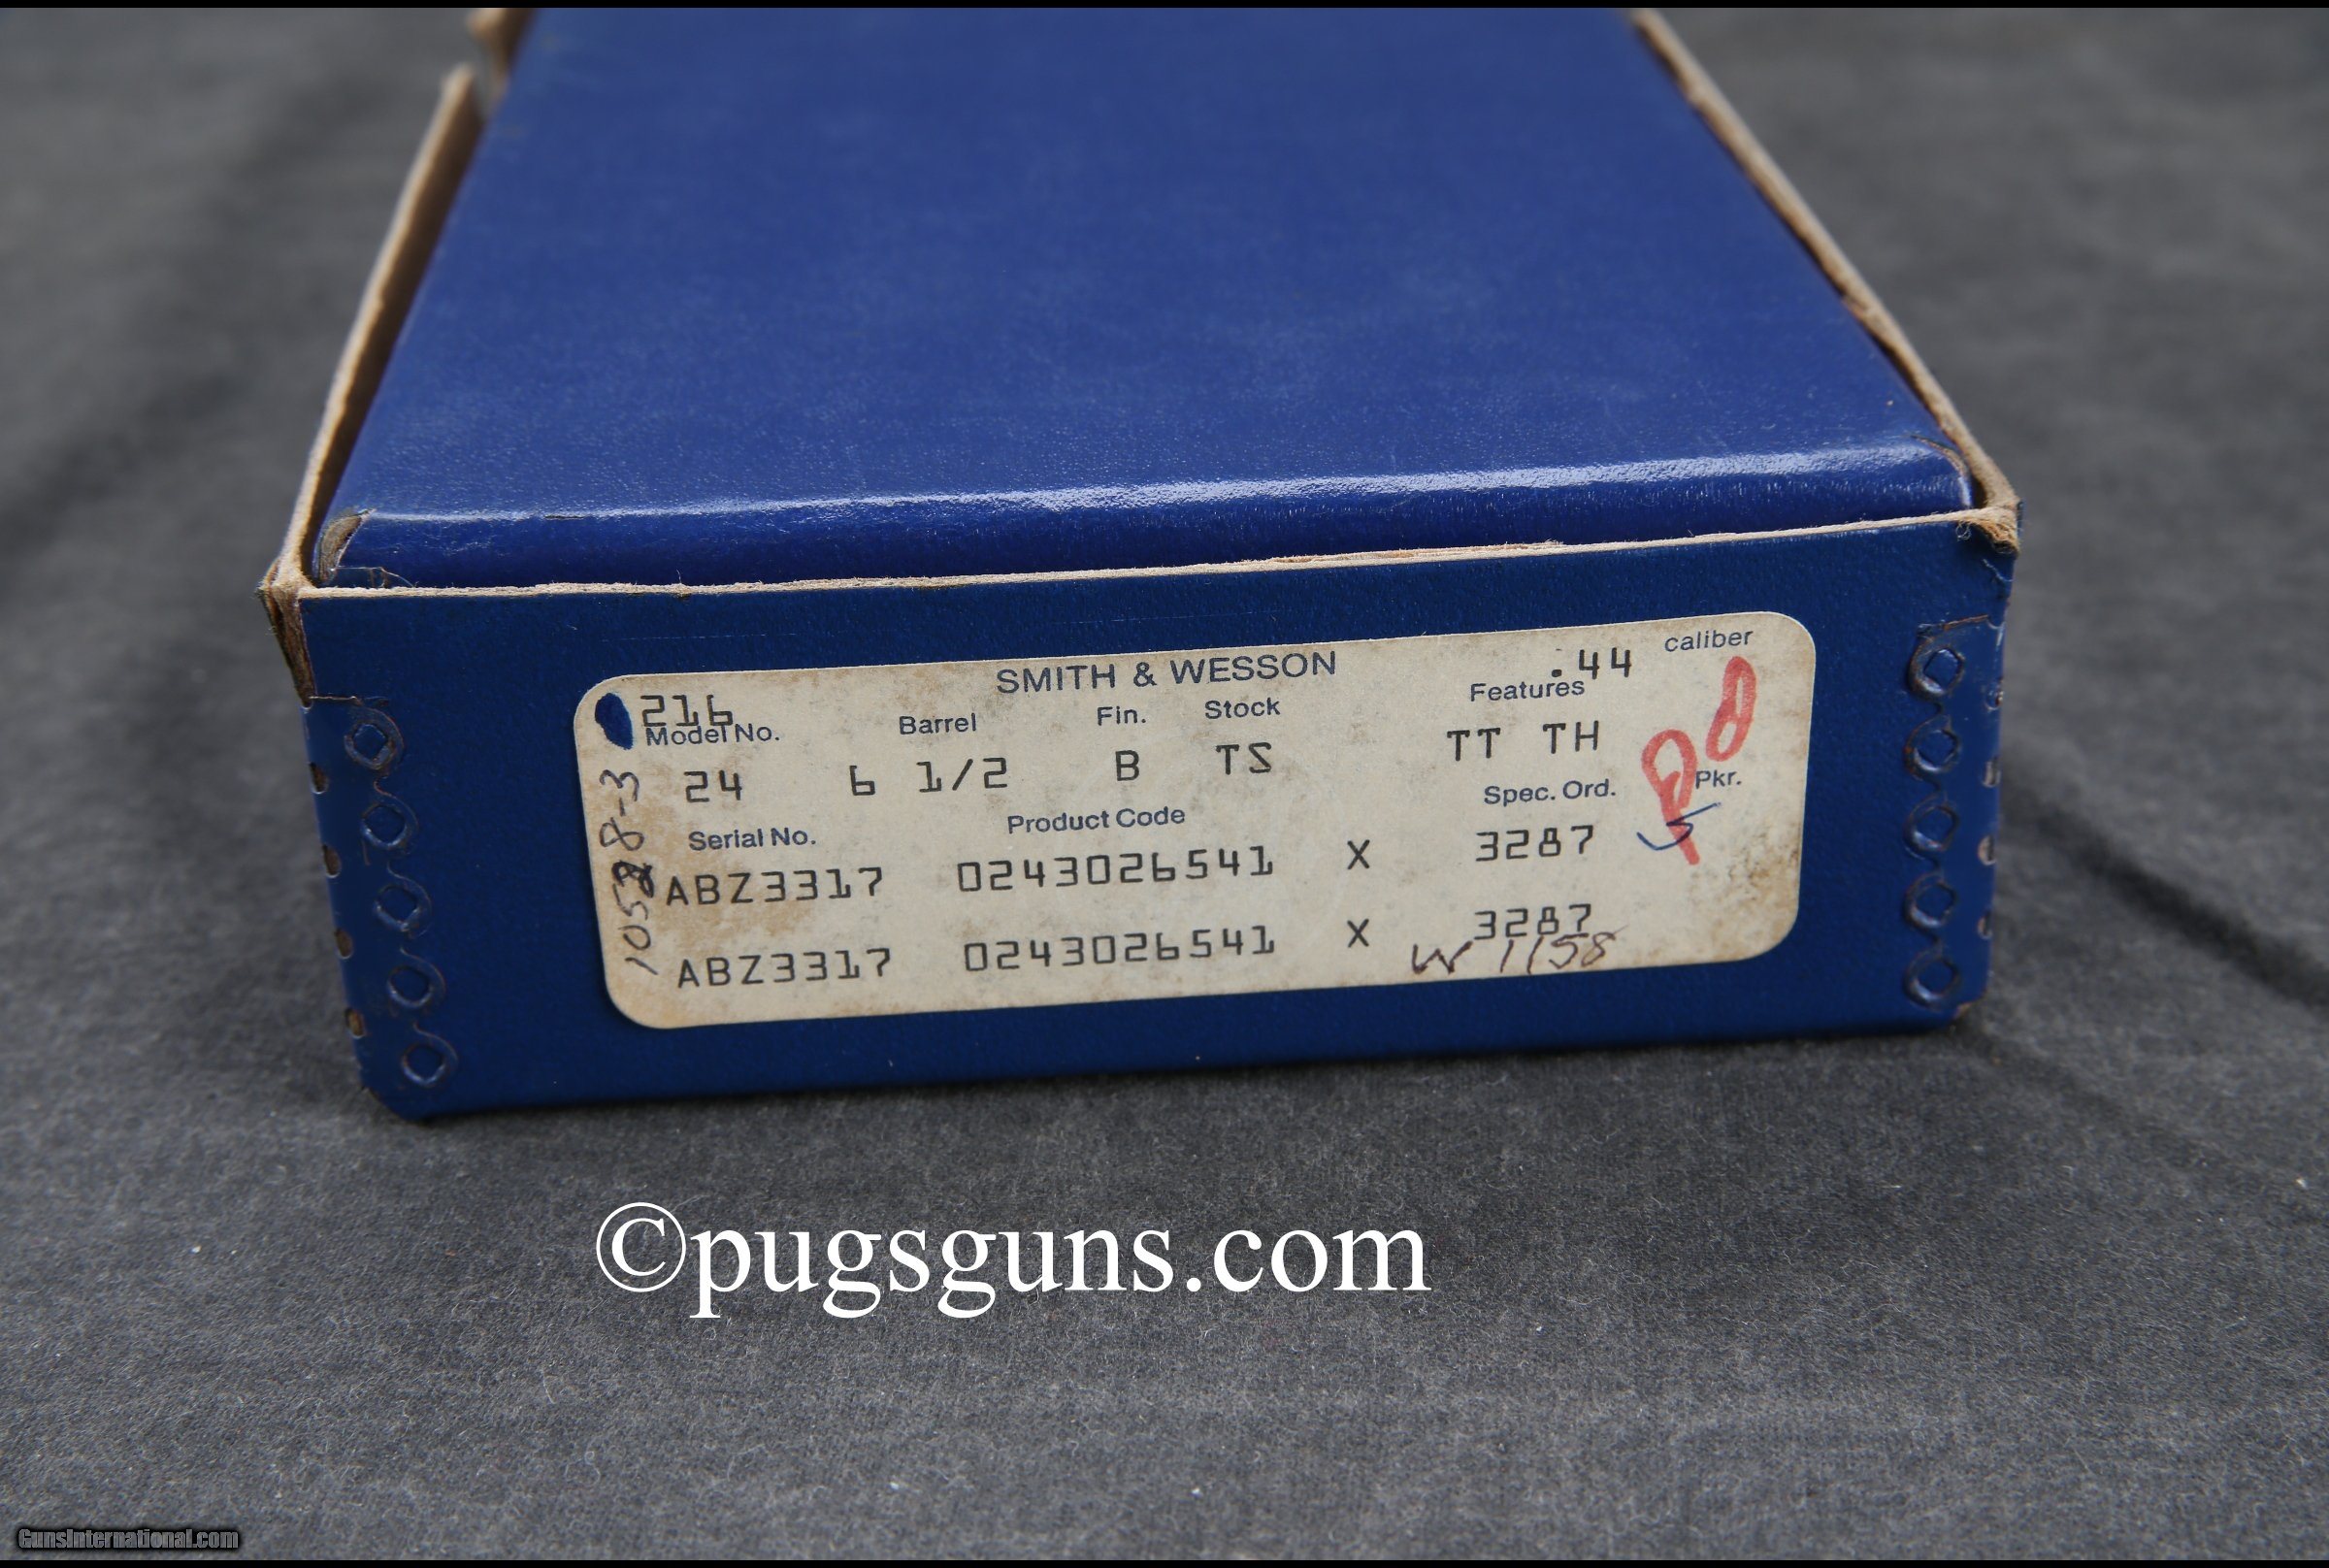 SMITH & WESSON .44 caliber
216
Model No. Barrel Fin. Stock Features
24 6 1/2 B TS TT TH
Serial No. Product Code Spec. Ord. Pkr.
ABZ3317 0243026541 X 3287 5
ABZ3317 0243026541 X 3287
W 1158
©pugsguns.com
GunsInternational.com